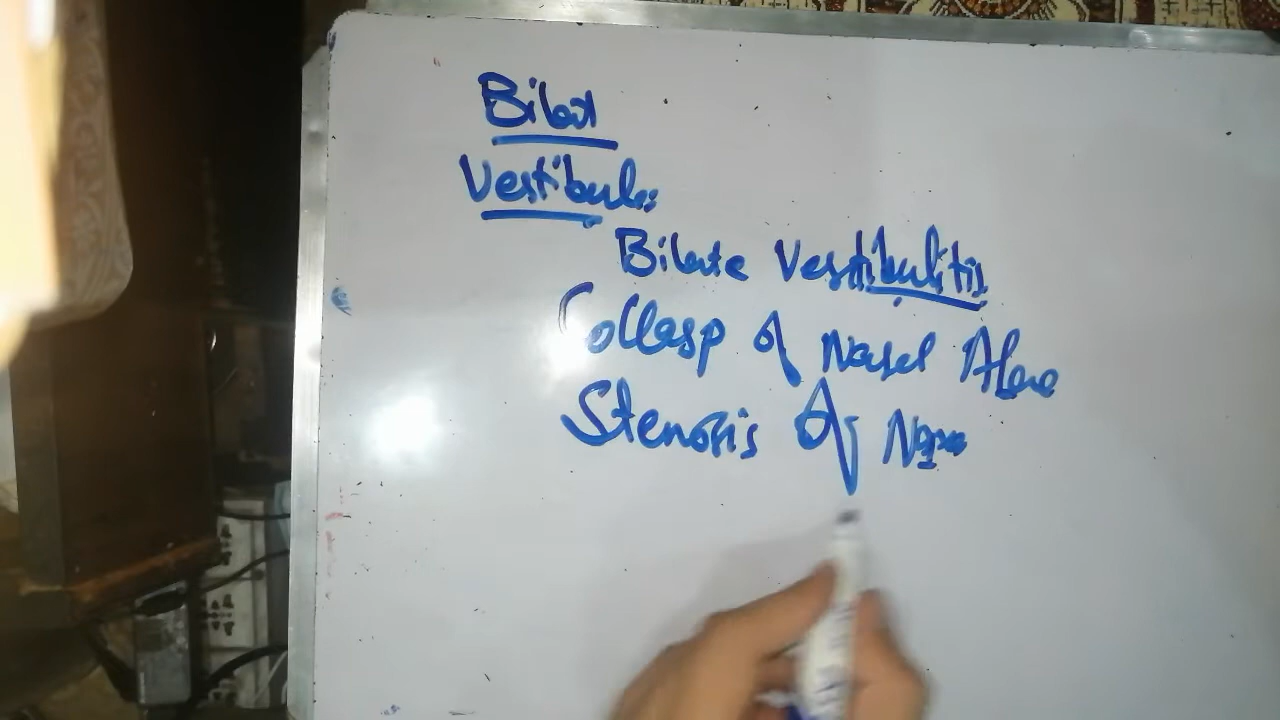 Bilat
Vestibule:
Bilate Vestibulitis
Collasp of Nasal Alae
Stenosis of